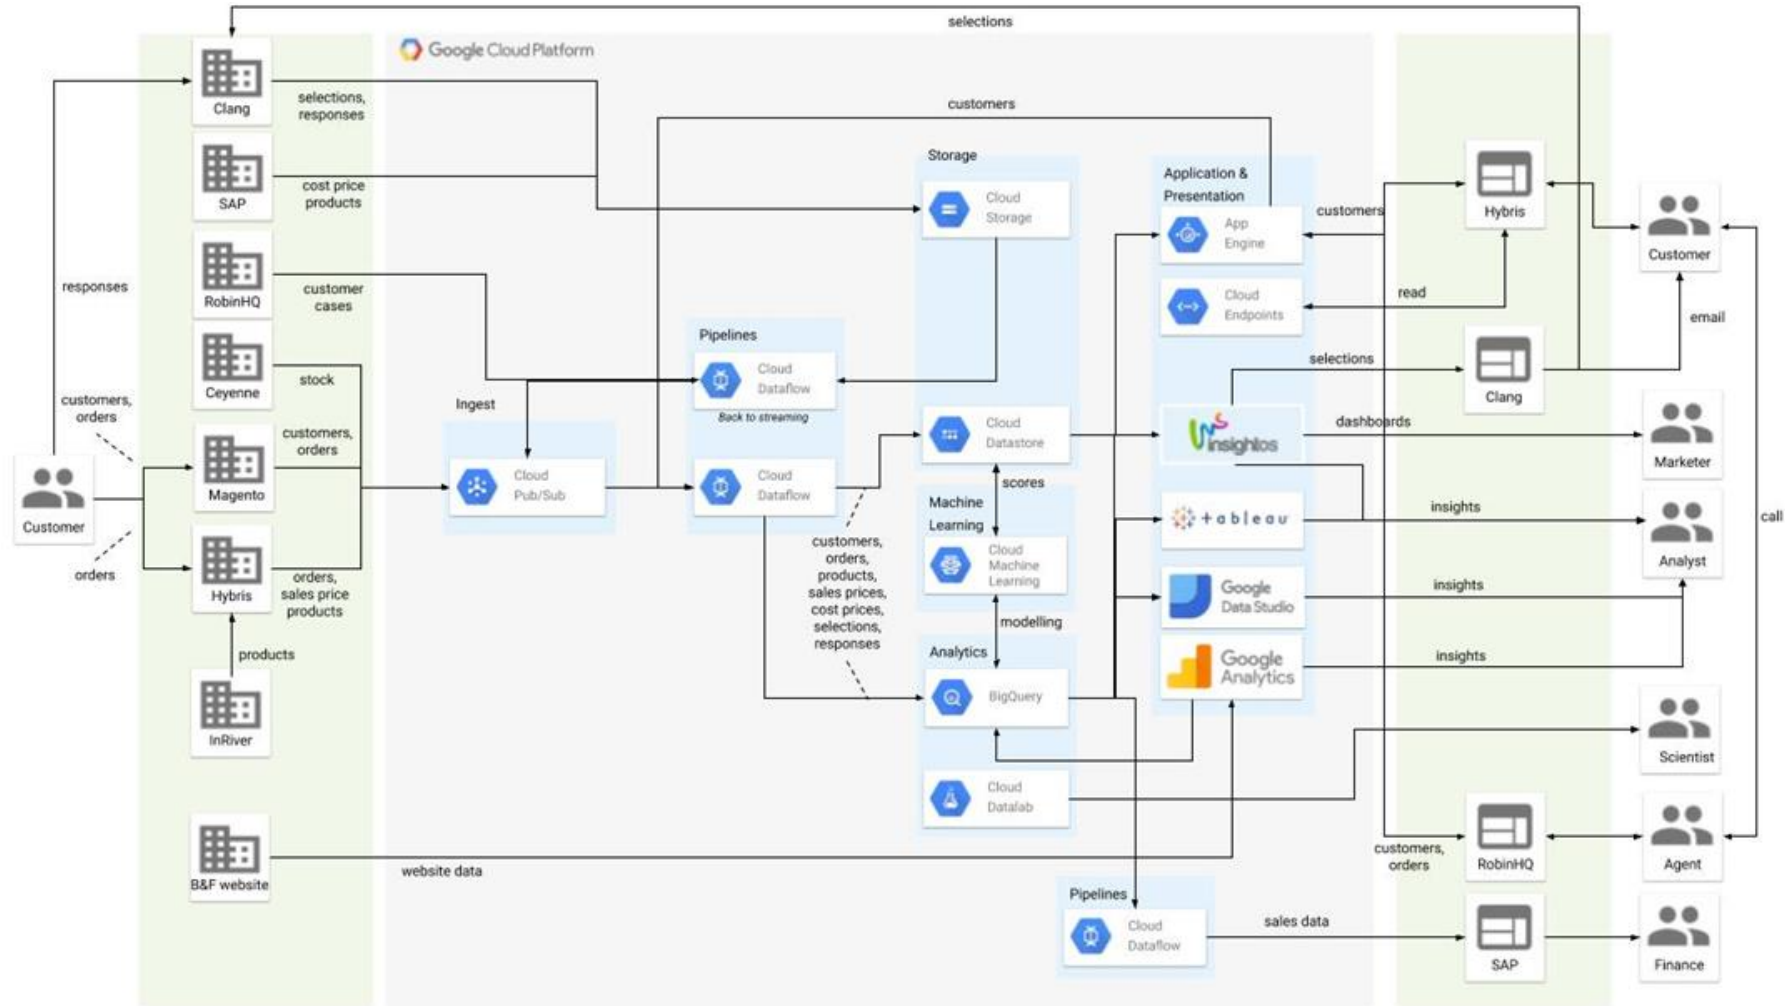 selections
Google Cloud Platform
Clang
selections,
responses
customers
SAP
cost price
products
Storage
Cloud
Storage
Application &
Presentation
App
Engine
customers
Hybris
Customer
responses
RobinHQ
customer
cases
Cloud
Endpoints
read
email
Pipelines
Cloud
Dataflow
Back to streaming
Ceyenne
stock
selections
Clang
customers,
orders
Ingest
customers,
orders
Magento
Cloud
Pub/Sub
Cloud
Dataflow
Cloud
Datastore
insightos
dashboards
Marketer
scores
Customer
Machine
Learning
Cloud
Machine
Learning
+ableau
insights
Analyst
call
orders
Hybris
orders,
sales price
products
customers,
orders,
products,
sales prices,
cost prices,
selections,
responses
Google
Data Studio
insights
modelling
products
Analytics
BigQuery
Google
Analytics
insights
InRiver
Scientist
Cloud
Datalab
B&F website
website data
customers,
orders
RobinHQ
Agent
Pipelines
Cloud
Dataflow
sales data
SAP
Finance